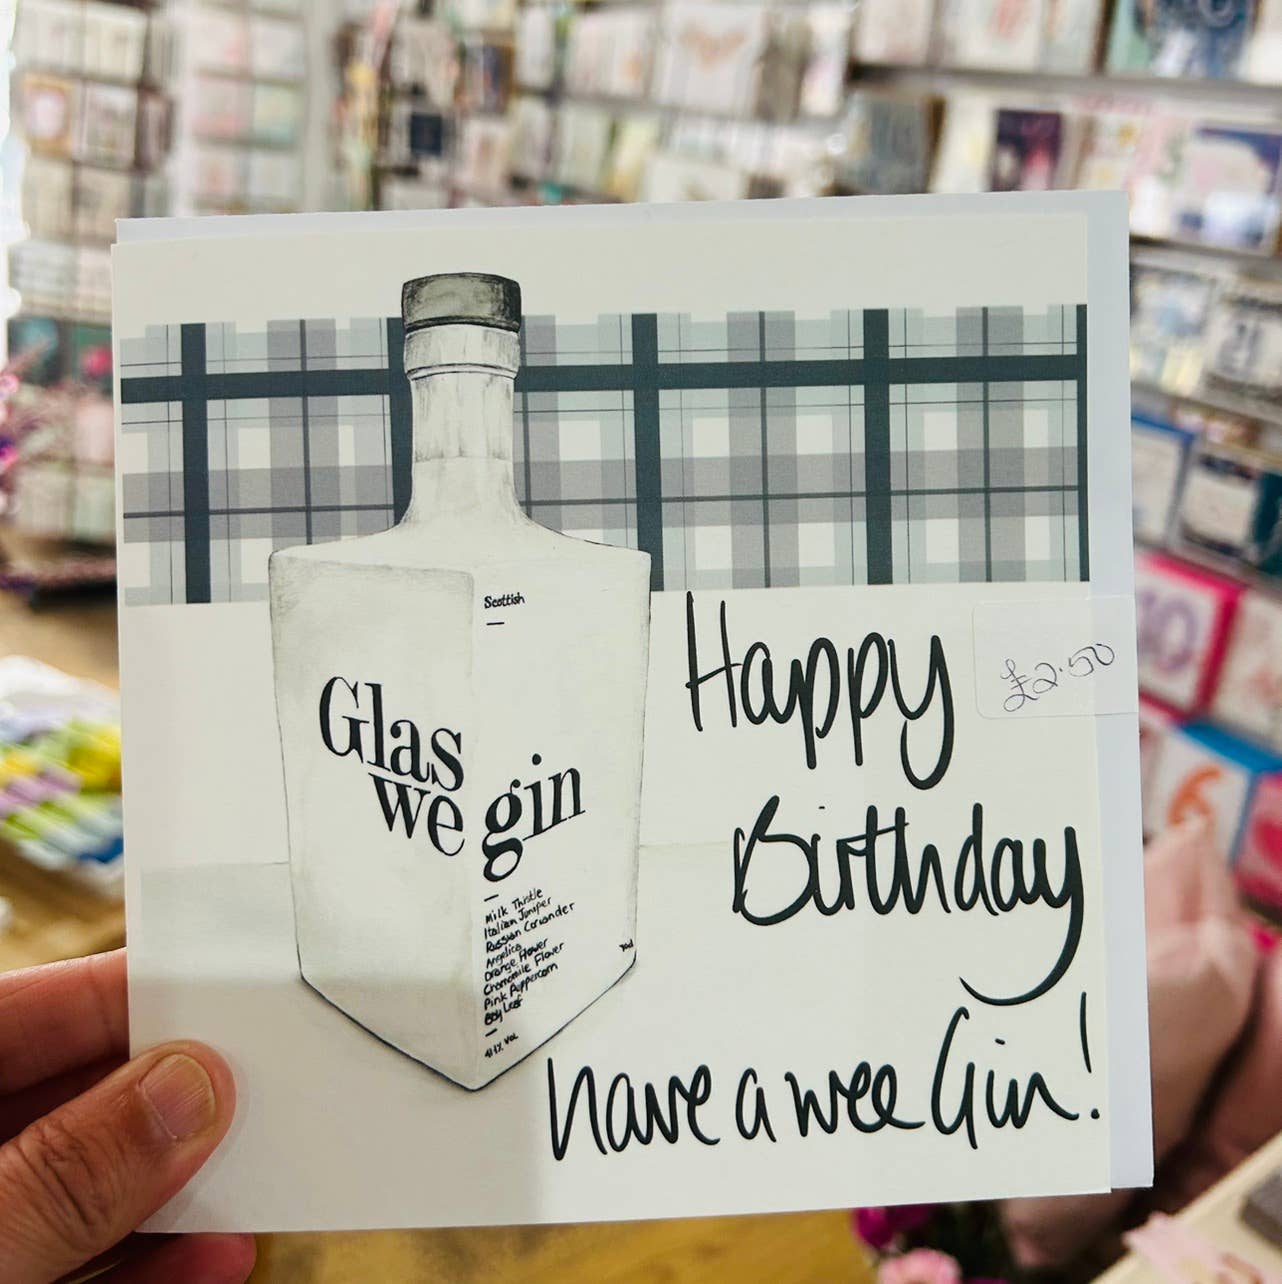 Scottish
Glas
we gin
Milk Thistle
Italian Juniper
Russian Coriander
Angelica
Orange Flower
Chamomile Flower
Pink Peppercorn
Bay Leaf
Happy
£2.50
Birthday
have a wee Gin!
21